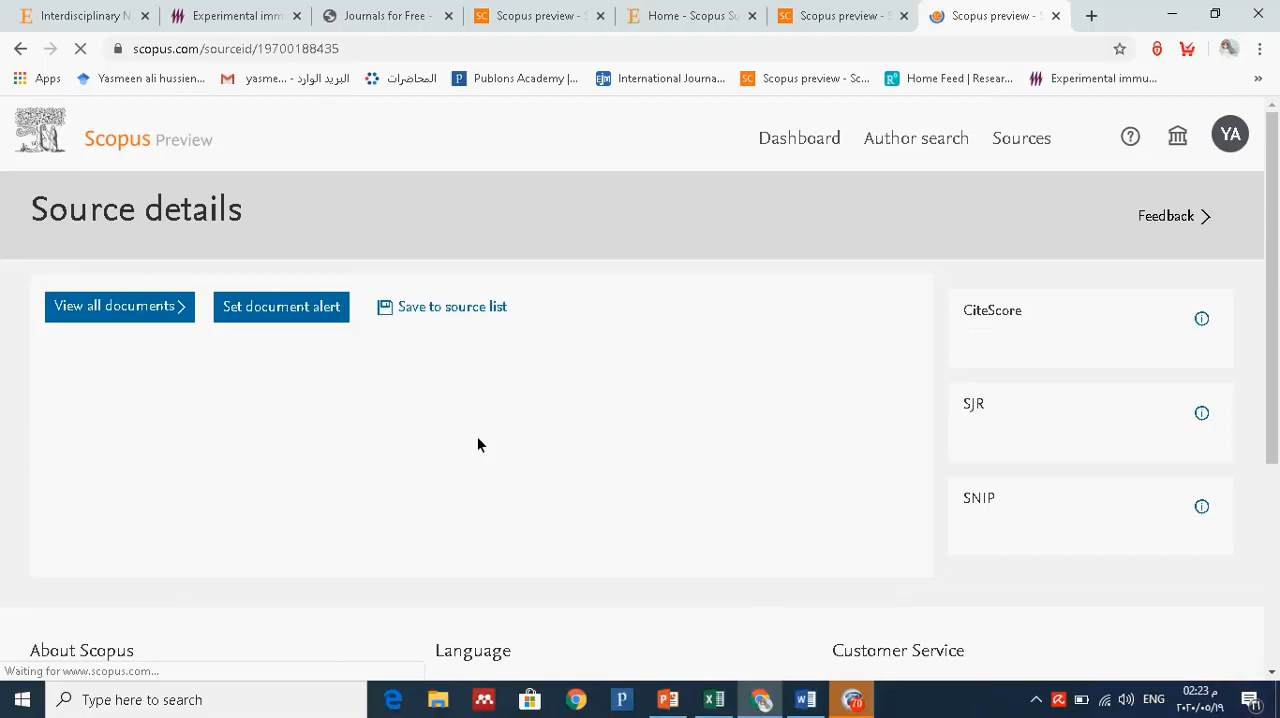 Interdisciplinary N
Experimental imm
Journals for Free -
Scopus preview -
Home - Scopus Su
Scopus preview -
Scopus preview -
scopus.com/sourceid/19700188435
Apps
Yasmeen ali hussien...
yasme... - البريد الوارد
المحاضرات
Publons Academy |...
International Journa...
Scopus preview - Sc...
Home Feed | Resear...
Experimental immu...
Scopus Preview
Dashboard
Author search
Sources
YA
Source details
Feedback
View all documents
Set document alert
Save to source list
CiteScore
SJR
SNIP
About Scopus
Language
Customer Service
Waiting for www.scopus.com...
Type here to search
ENG
02:23 م
٢٠٢٠/٠٥/١٩